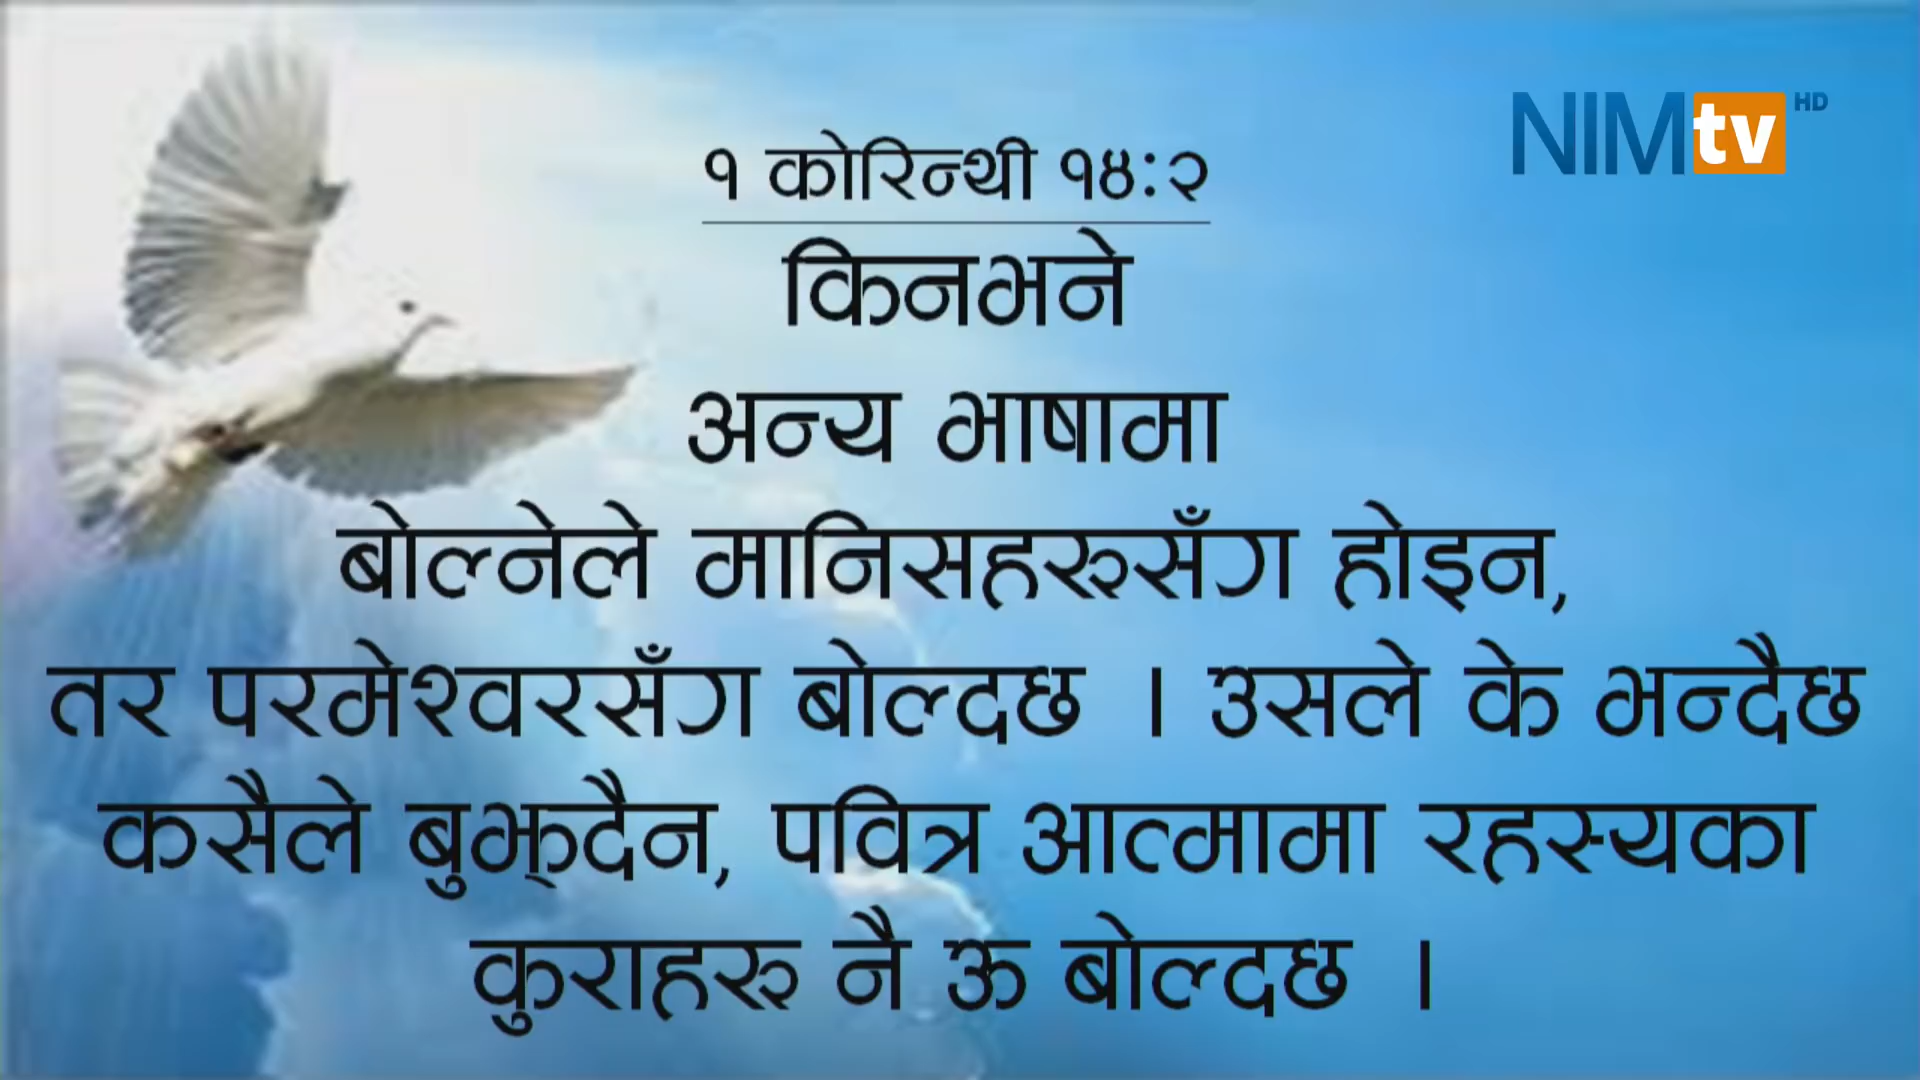 NIMtv HD
१ कोरिन्थी १४:२
किनभने
अन्य भाषामा
बोल्नेले मानिसहरुसँग होइन,
तर परमेश्वरसँग बोल्दछ । उसले के भन्दैछ
कसैले बुझ्दैन, पवित्र आत्मामा रहस्यका
कुराहरु नै ऊ बोल्दछ ।